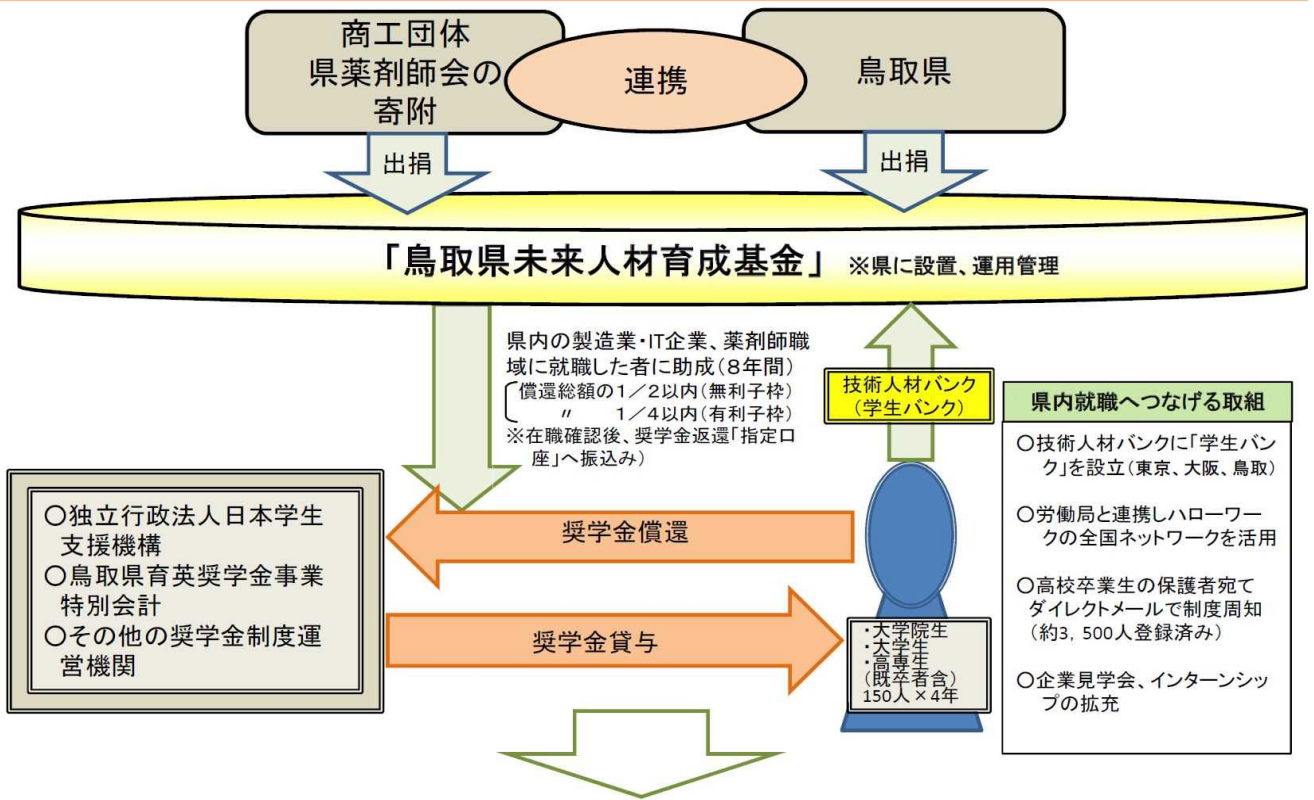 商工団体
県薬剤師会の
寄附
連携
鳥取県
出捐
出捐
「鳥取県未来人材育成基金」 ※県に設置、運用管理
県内の製造業・IT企業、薬剤師職
域に就職した者に助成(8年間)
償還総額の1/2以内(無利子枠)
〃 1/4以内(有利子枠)
※在職確認後、奨学金返還「指定口
座」へ振込み)
技術人材バンク
(学生バンク)
県内就職へつなげる取組
○技術人材バンクに「学生バン
ク」を設立(東京、大阪、鳥取)
○労働局と連携しハローワー
クの全国ネットワークを活用
○高校卒業生の保護者宛て
ダイレクトメールで制度周知
(約3,500人登録済み)
○企業見学会、インターンシッ
プの拡充
○独立行政法人日本学生
支援機構
○鳥取県育英奨学金事業
特別会計
○その他の奨学金制度運
営機関
奨学金償還
奨学金貸与
・大学院生
・大学生
・高専生
(既卒者含)
150人×4年